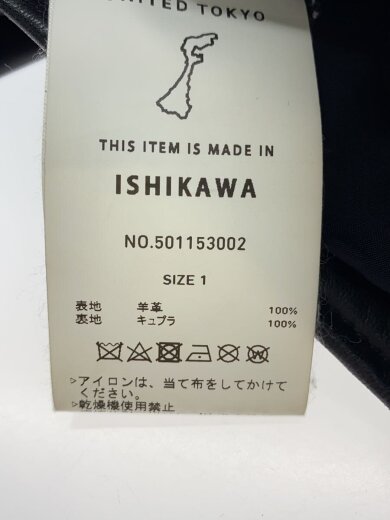 UNITED TOKYO
THIS ITEM IS MADE IN
ISHIKAWA
NO.501153002
SIZE 1
表地 羊革 100%
裏地 キュプラ 100%
>アイロンは、当て布をしてかけて
ください。
>乾燥機使用禁止